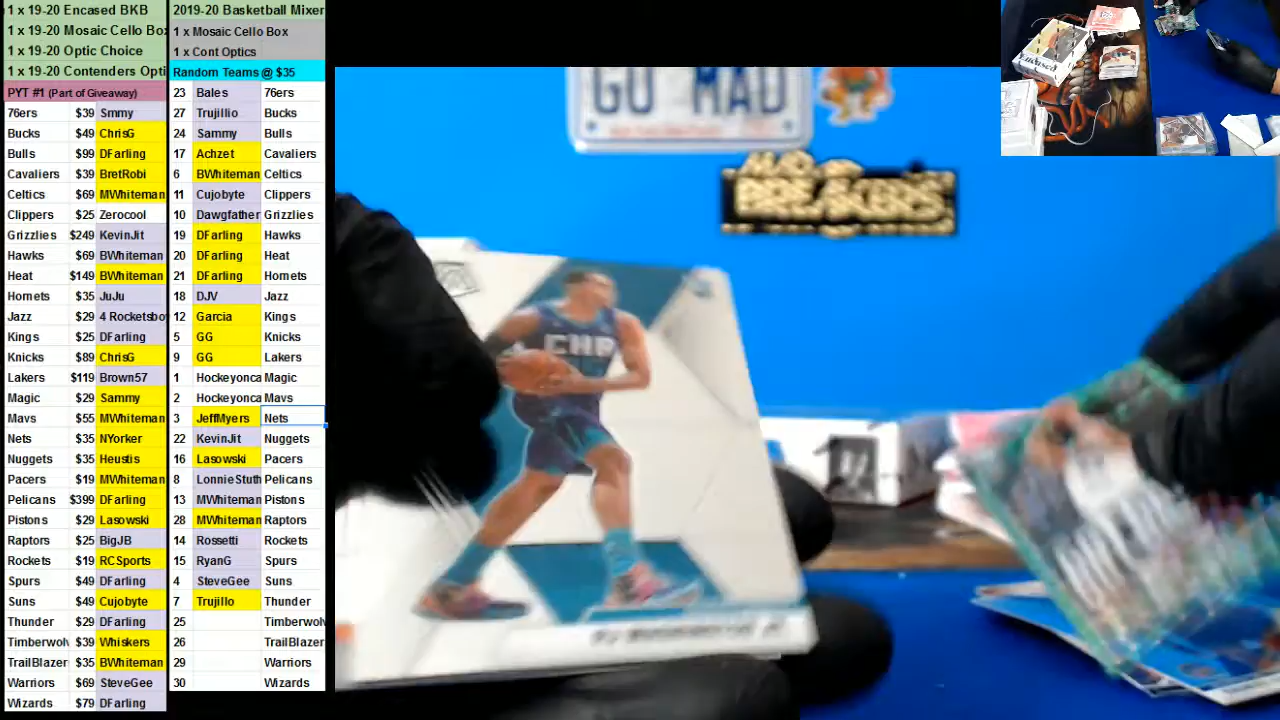 1 x 19-20 Encased BKB
1 x 19-20 Mosaic Cello Box
1 x 19-20 Optic Choice
1 x 19-20 Contenders Opti
PYT #1 (Part of Giveaway)
76ers $39 Smmy
Bucks $49 ChrisG
Bulls $99 DFarling
Cavaliers $39 BretRobi
Celtics $69 MWhiteman
Clippers $25 Zerocool
Grizzlies $249 KevinJit
Hawks $69 BWhiteman
Heat $149 BWhiteman
Hornets $35 JuJu
Jazz $29 4 Rocketsbo
Kings $25 DFarling
Knicks $89 ChrisG
Lakers $119 Brown57
Magic $29 Sammy
Mavs $55 MWhiteman
Nets $35 NYorker
Nuggets $35 Heustis
Pacers $19 MWhiteman
Pelicans $399 DFarling
Pistons $29 Lasowski
Raptors $25 BigJB
Rockets $19 RCSports
Spurs $49 DFarling
Suns $49 Cujobyte
Thunder $29 DFarling
Timberwolv $39 Whiskers
TrailBlazer $35 BWhiteman
Warriors $69 SteveGee
Wizards $79 DFarling
2019-20 Basketball Mixer
1 x Mosaic Cello Box
1 x Cont Optics
Random Teams @ $35
23 Bales 76ers
27 Trujillio Bucks
24 Sammy Bulls
17 Achzet Cavaliers
6 BWhiteman Celtics
11 Cujobyte Clippers
10 Dawgfather Grizzlies
19 DFarling Hawks
20 DFarling Heat
21 DFarling Hornets
18 DJV Jazz
12 Garcia Kings
5 GG Knicks
9 GG Lakers
1 Hockeyonca Magic
2 Hockeyonca Mavs
3 JeffMyers Nets
22 KevinJit Nuggets
16 Lasowski Pacers
8 LonnieStuth Pelicans
13 MWhiteman Pistons
28 MWhiteman Raptors
14 Rossetti Rockets
15 RyanG Spurs
4 SteveGee Suns
7 Trujillo Thunder
25 Timberwolv
26 TrailBlazer
29 Warriors
30 Wizards
GO MAD
BREAKERS
CHA
Encased